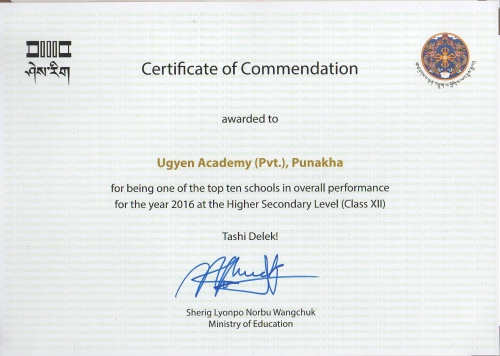 ཤེས་རིག
Certificate of Commendation
awarded to
Ugyen Academy (Pvt.), Punakha
for being one of the top ten schools in overall performance
for the year 2016 at the Higher Secondary Level (Class XII)
Tashi Delek!
Sherig Lyonpo Norbu Wangchuk
Ministry of Education